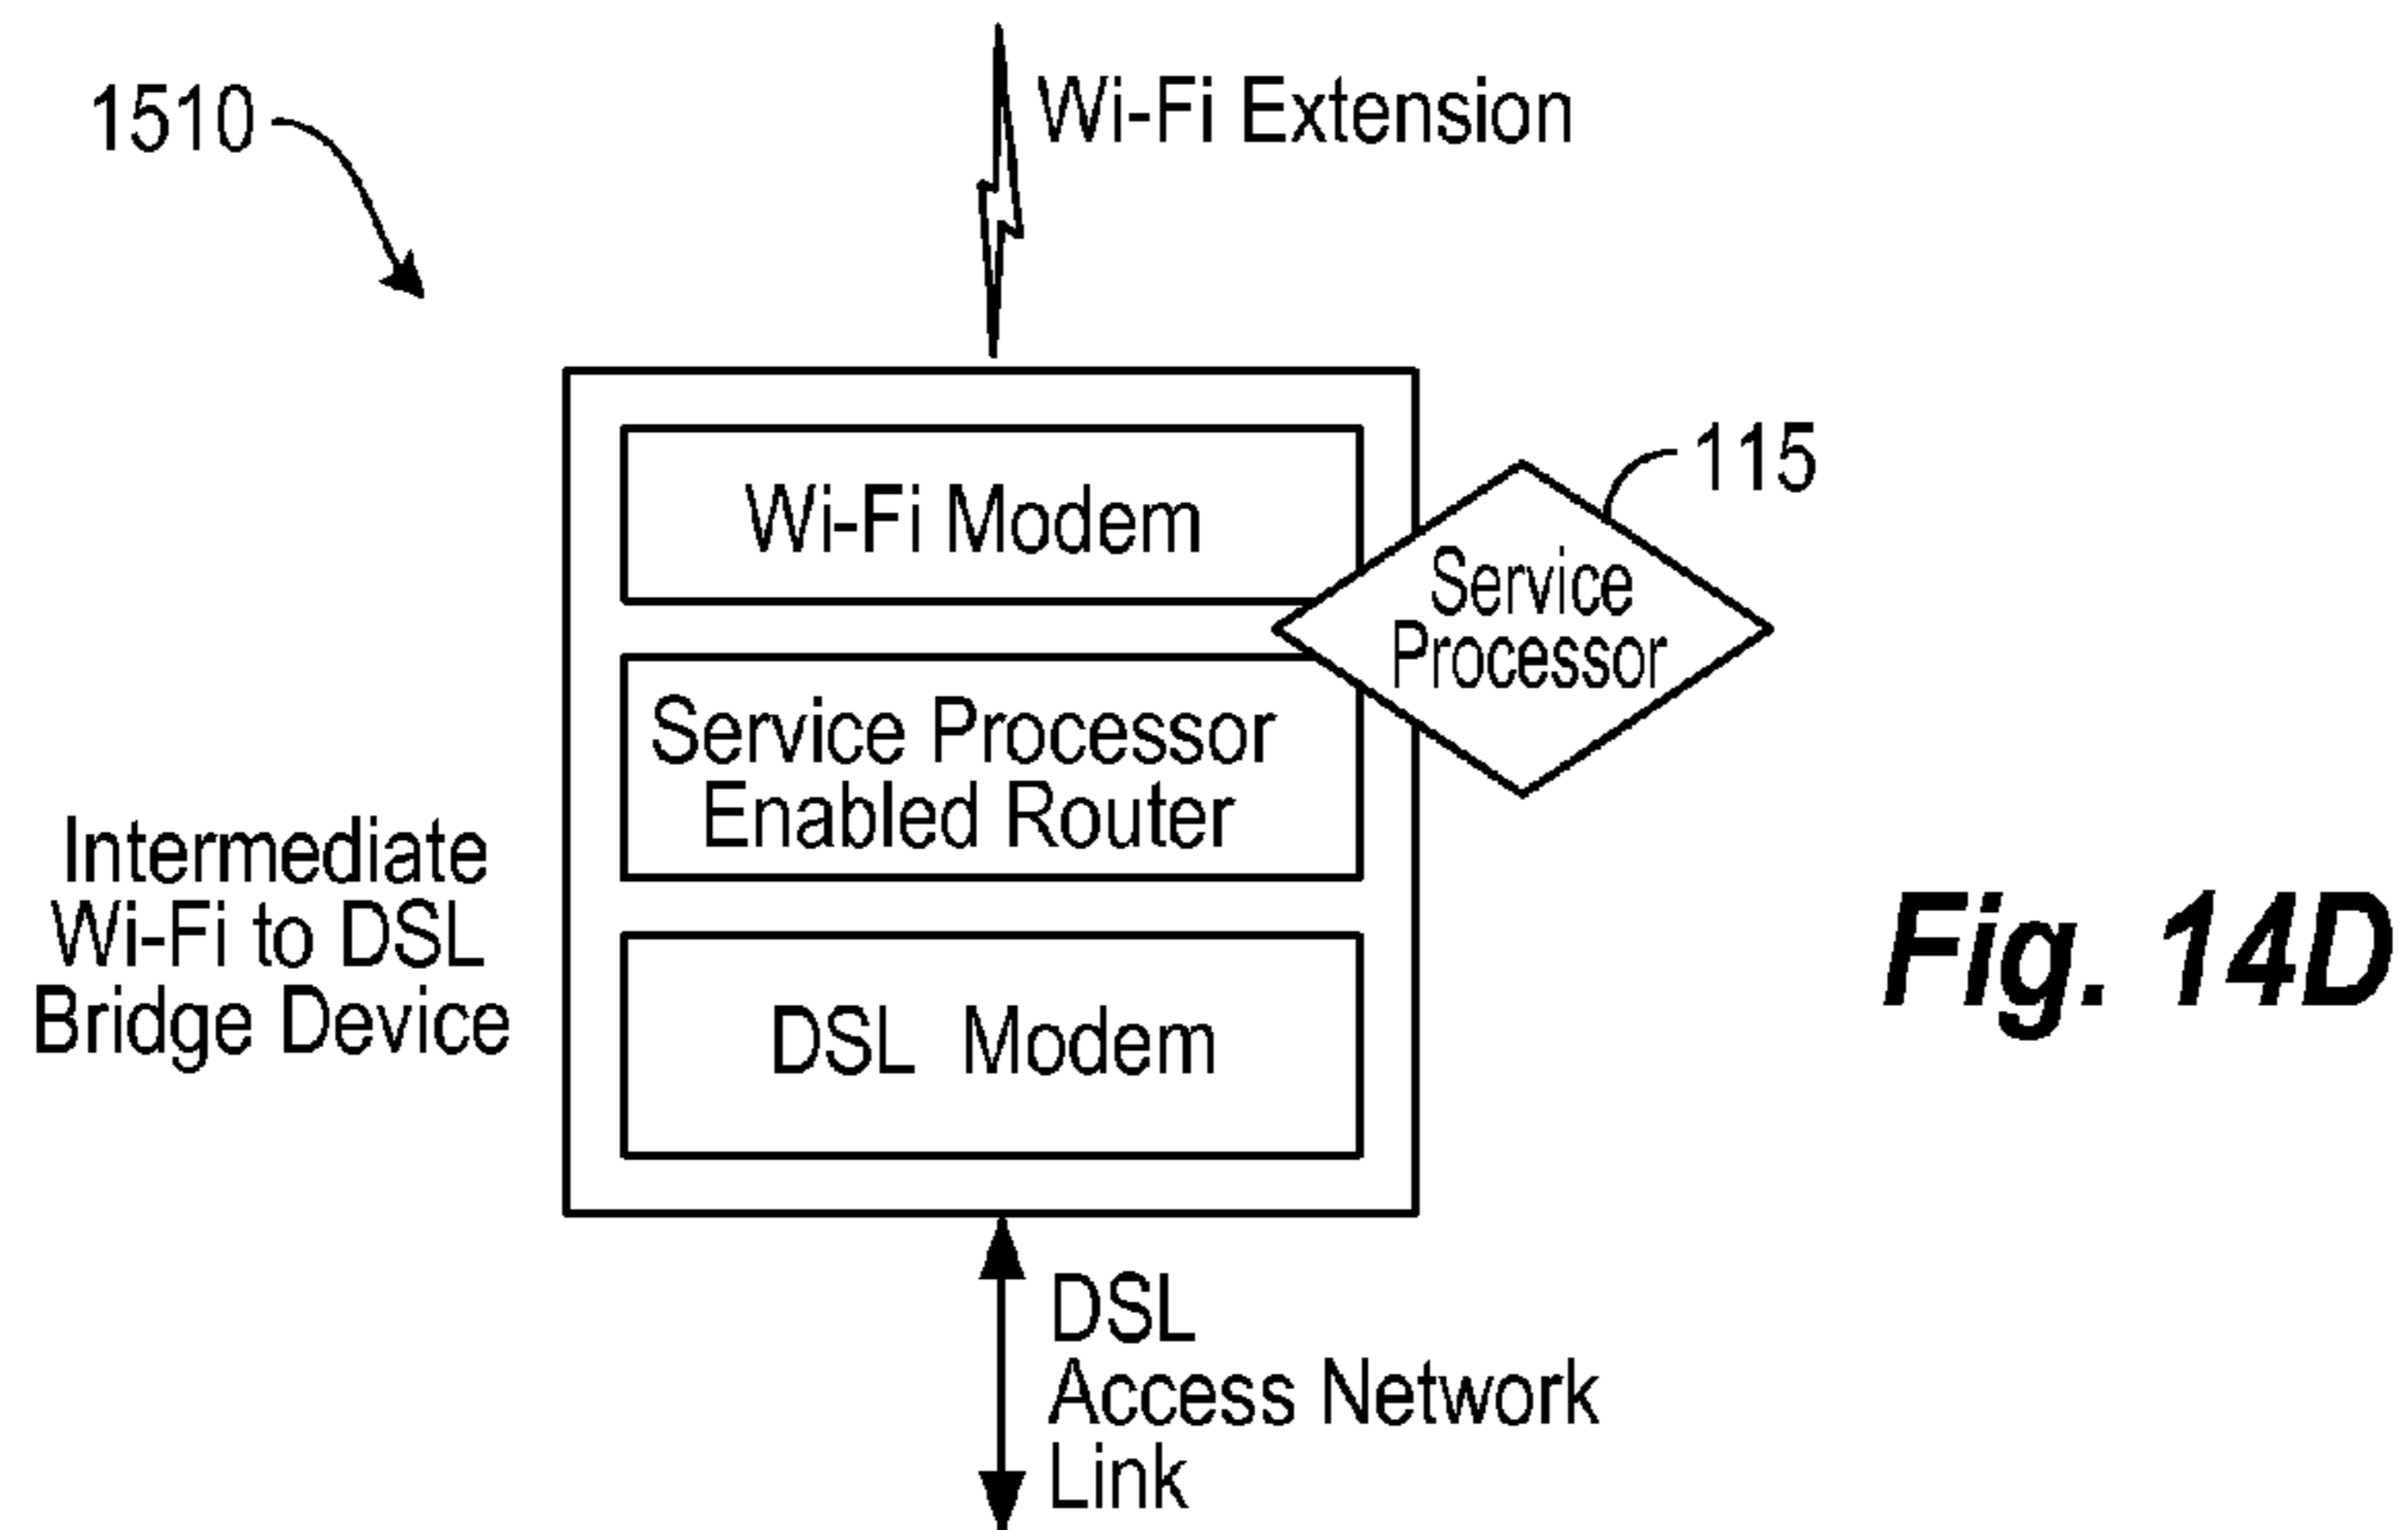 1510
Wi-Fi Extension
Wi-Fi Modem
115
Service
Processor
Service Processor
Enabled Router
Intermediate
Wi-Fi to DSL
Bridge Device
DSL Modem
DSL
Access Network
Link
Fig. 14D